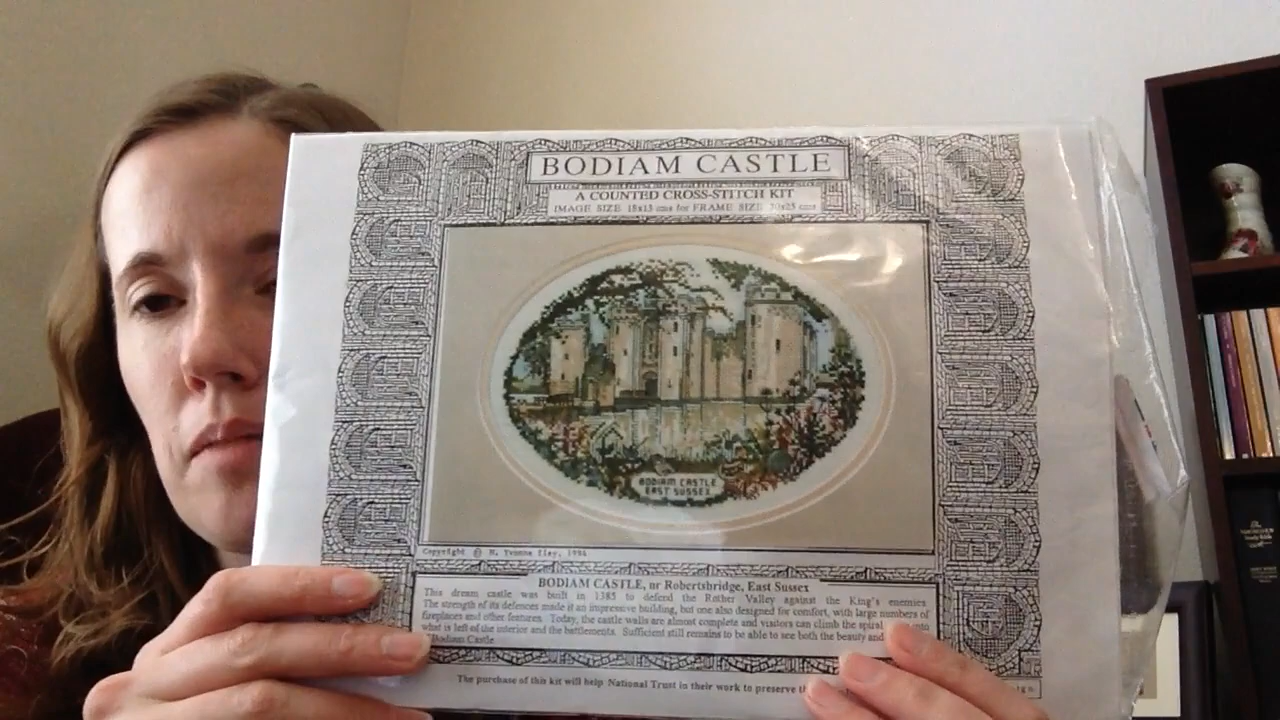 BODIAM CASTLE
A COUNTED CROSS-STITCH KIT
IMAGE SIZE 18x13 cms for FRAME SIZE 30x25 cms
BODIAM CASTLE
EAST SUSSEX
Copyright © 1994
BODIAM CASTLE, nr Robertsbridge, East Sussex
This dream castle was built in 1385 to defend the Rother Valley against the King's enemies
The strength of its defences made it an impressive building, but one also designed for comfort, with large numbers of
fireplaces and other features. Today, the castle walls are almost complete and visitors can climb the spiral
what is left of the interior and the battlements. Sufficient still remains to be able to see both the beauty and
Bodiam Castle
The purpose of this kit will help National Trust in their work to preserve